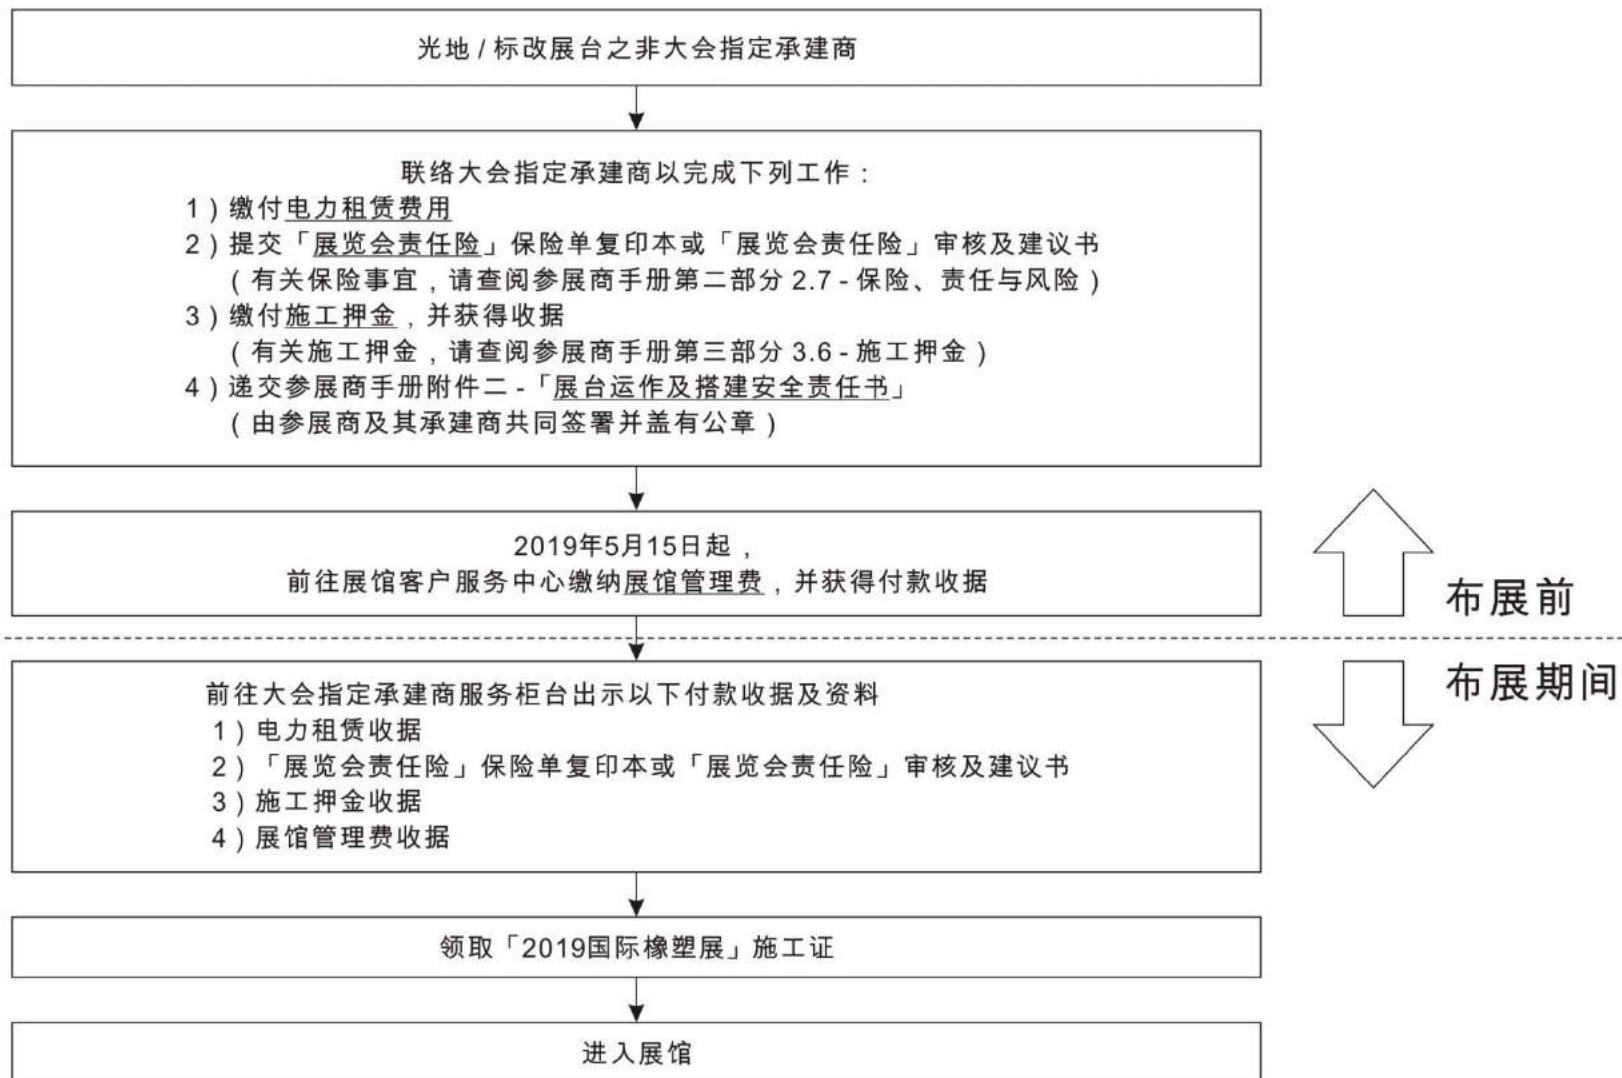 光地 / 标改展台之非大会指定承建商
联络大会指定承建商以完成下列工作：
1）缴付电力租赁费用
2）提交「展览会责任险」保险单复印本或「展览会责任险」审核及建议书
（有关保险事宜，请查阅参展商手册第二部分 2.7 - 保险、责任与风险）
3）缴付施工押金，并获得收据
（有关施工押金，请查阅参展商手册第三部分 3.6 - 施工押金）
4）递交参展商手册附件二 -「展台运作及搭建安全责任书」
（由参展商及其承建商共同签署并盖有公章）
2019年5月15日起，
前往展馆客户服务中心缴纳展馆管理费，并获得付款收据
布展前
布展期间
前往大会指定承建商服务柜台出示以下付款收据及资料
1）电力租赁收据
2）「展览会责任险」保险单复印本或「展览会责任险」审核及建议书
3）施工押金收据
4）展馆管理费收据
领取「2019国际橡塑展」施工证
进入展馆